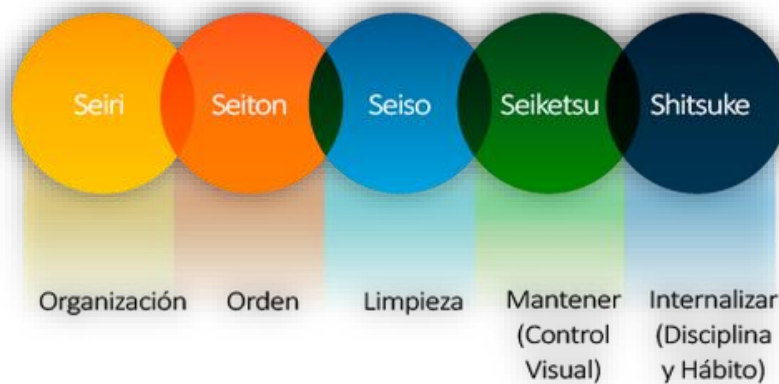 Seiri
Seiton
Seiso
Seiketsu
Shitsuke
Organización
Orden
Limpieza
Mantener
(Control
Visual)
Internalizar
(Disciplina
y Hábito)